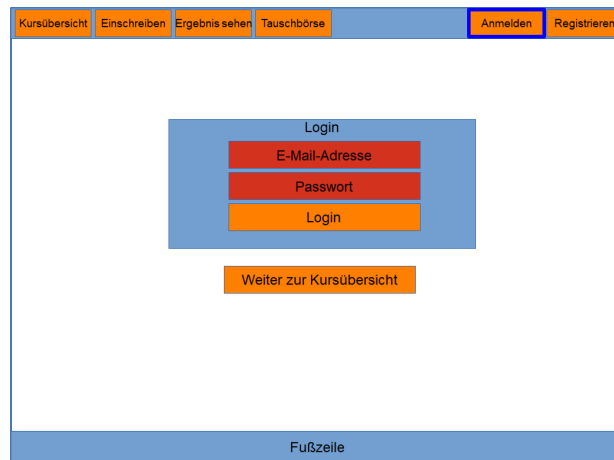 Kursübersicht Einschreiben Ergebnis sehen Tauschbörse Anmelden Registrieren
Login
E-Mail-Adresse
Passwort
Login
Weiter zur Kursübersicht
Fußzeile